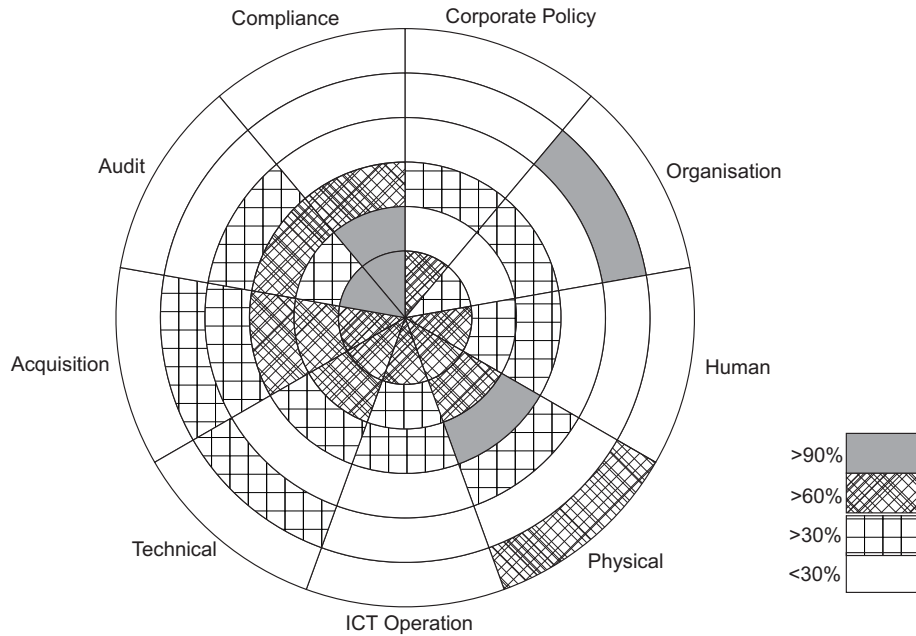 Compliance
Corporate Policy
Audit
Organisation
Acquisition
Human
Technical
Physical
ICT Operation
>90%
>60%
>30%
<30%